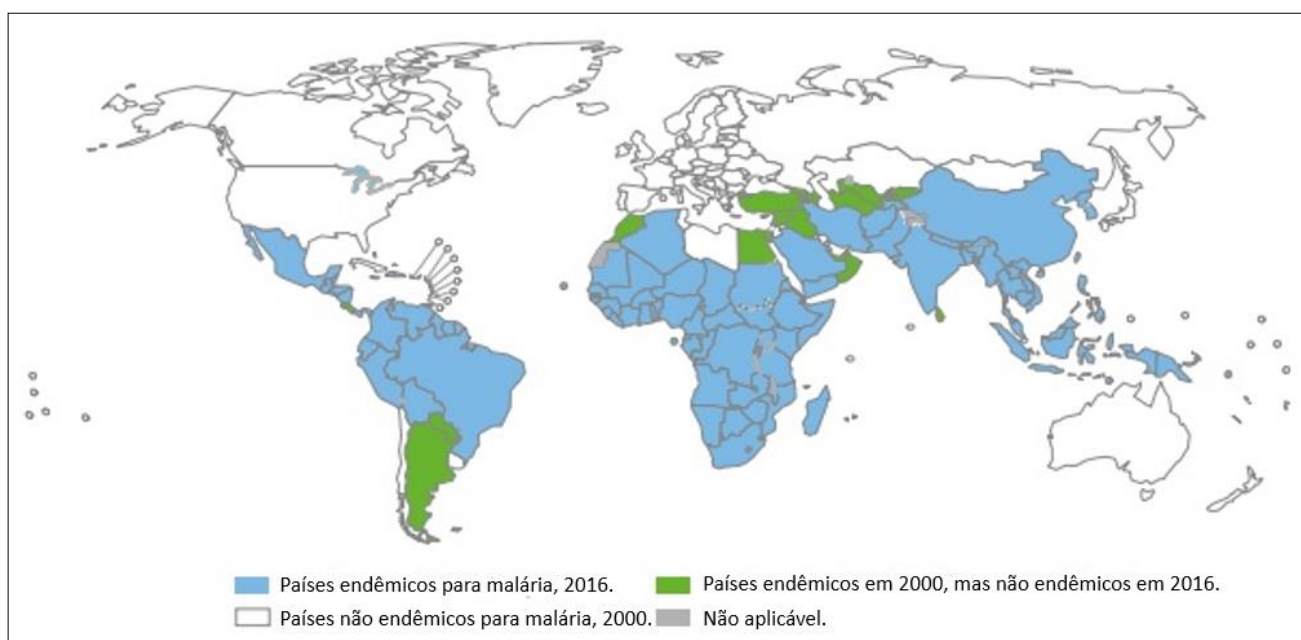 Países endêmicos para malária, 2016.
Países endêmicos em 2000, mas não endêmicos em 2016.
Países não endêmicos para malária, 2000.
Não aplicável.